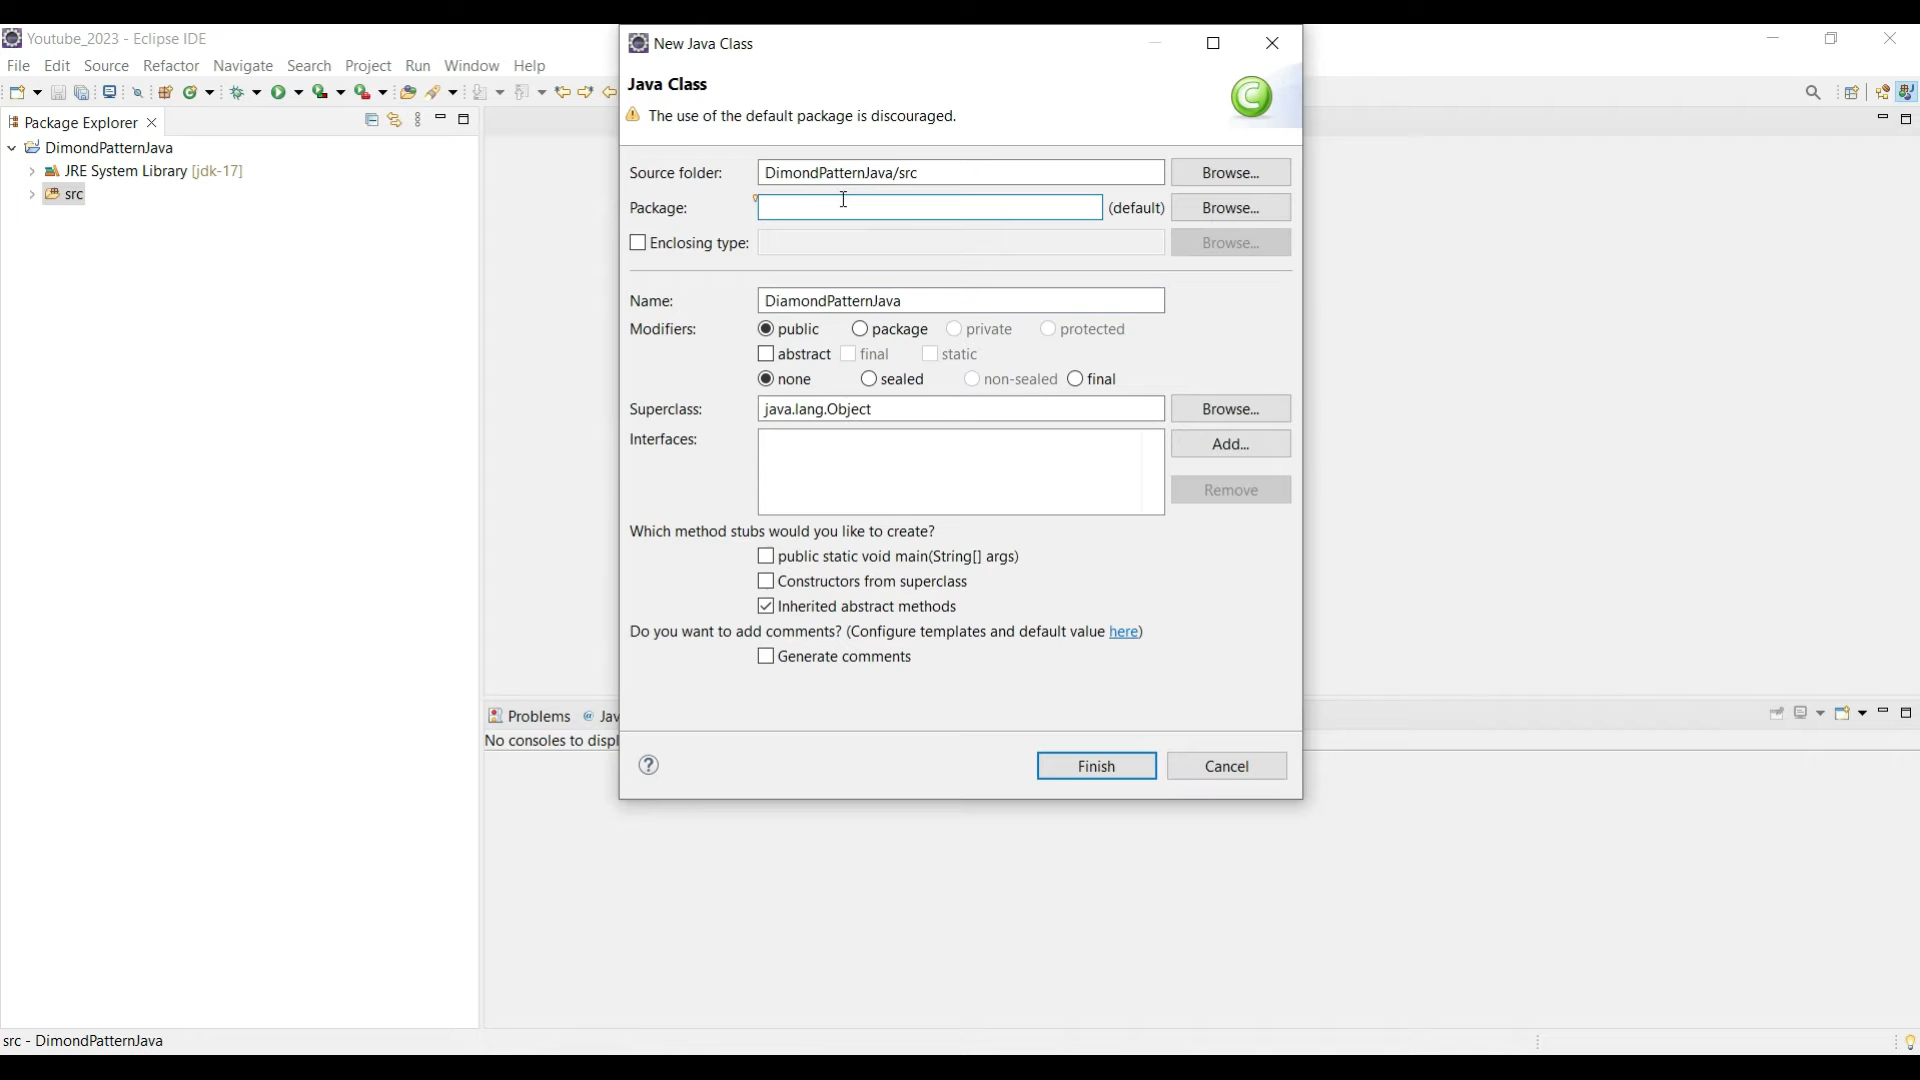 Youtube_2023 - Eclipse IDE
File Edit Source Refactor Navigate Search Project Run Window Help
Package Explorer
DimondPatternJava
JRE System Library [jdk-17]
src
New Java Class
Java Class
The use of the default package is discouraged.
Source folder: DimondPatternJava/src Browse...
Package: (default) Browse...
Enclosing type: Browse...
Name: DiamondPatternJava
Modifiers: public package private protected
abstract final static
none sealed non-sealed final
Superclass: java.lang.Object Browse...
Interfaces: Add...
Remove
Which method stubs would you like to create?
public static void main(String[] args)
Constructors from superclass
Inherited abstract methods
Do you want to add comments? (Configure templates and default value here)
Generate comments
Finish Cancel
Problems @ Jav
No consoles to displ
src - DimondPatternJava